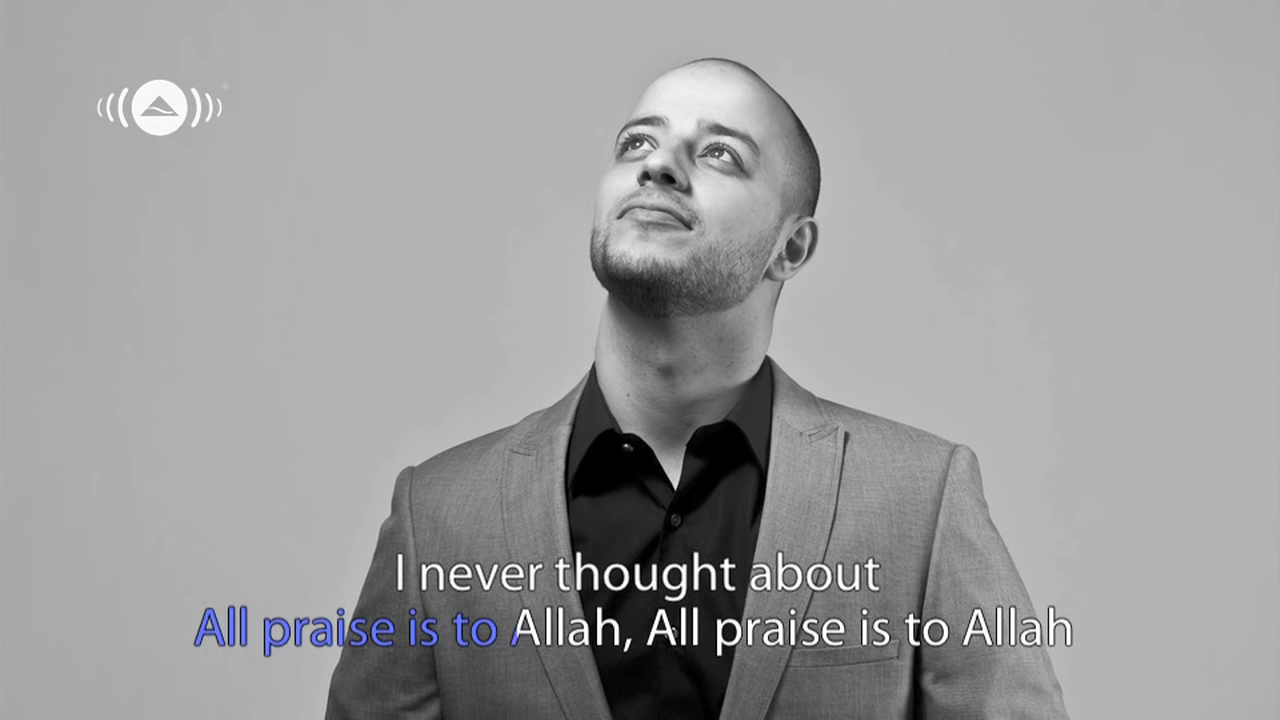 I never thought about
All praise is to Allah, All praise is to Allah